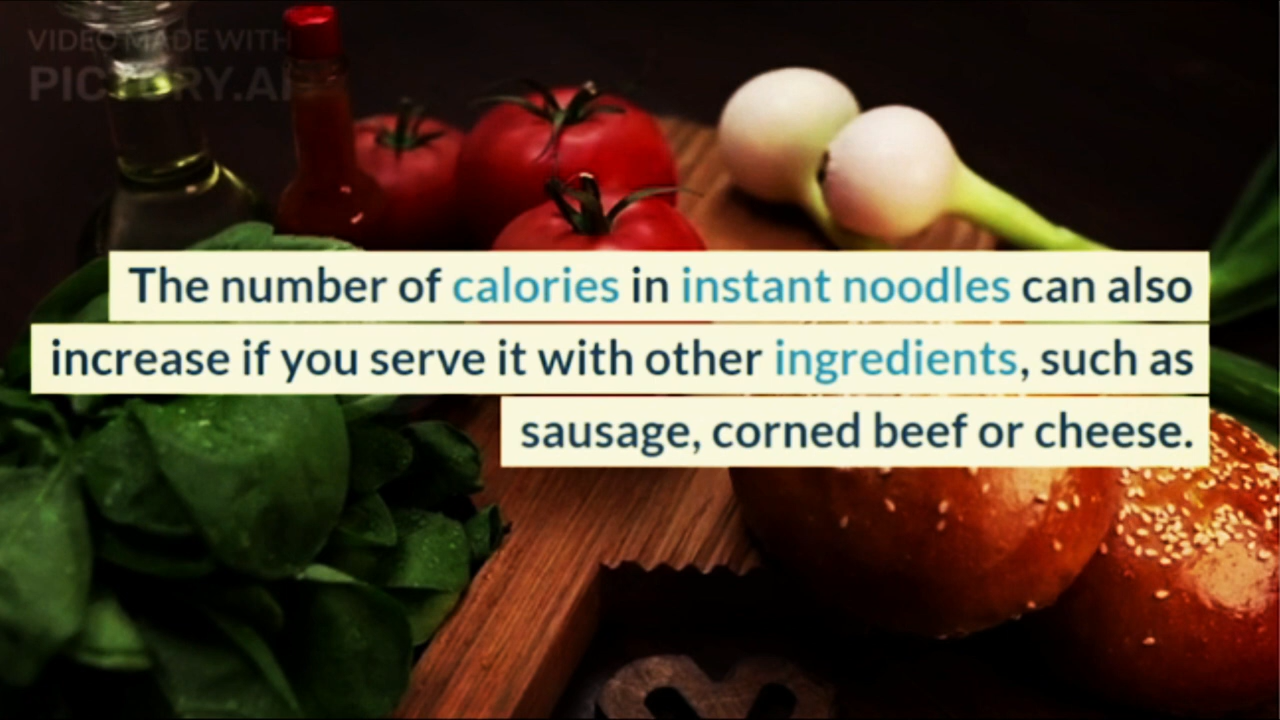 VIDEO MADE WITH
PICTORY.AI
The number of calories in instant noodles can also
increase if you serve it with other ingredients, such as
sausage, corned beef or cheese.